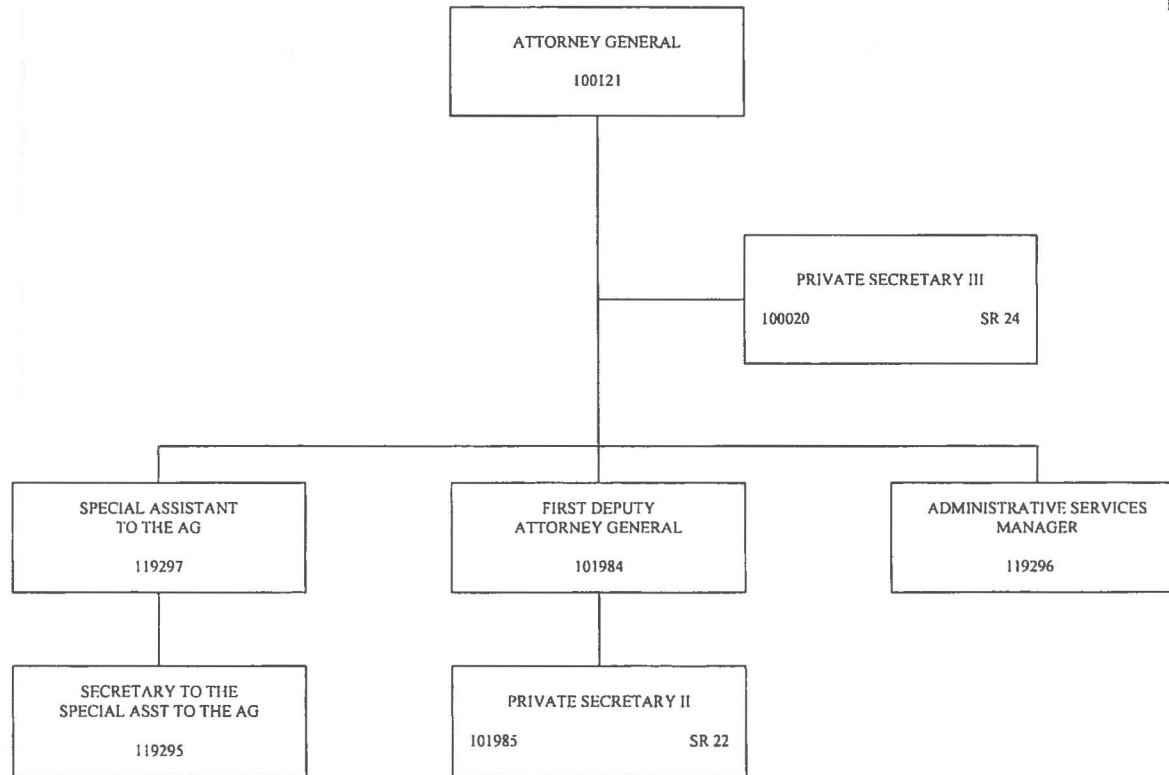 ATTORNEY GENERAL
100121
PRIVATE SECRETARY III
100020 SR 24
SPECIAL ASSISTANT
TO THE AG
119297
FIRST DEPUTY
ATTORNEY GENERAL
101984
ADMINISTRATIVE SERVICES
MANAGER
119296
SECRETARY TO THE
SPECIAL ASST TO THE AG
119295
PRIVATE SECRETARY II
101985 SR 22